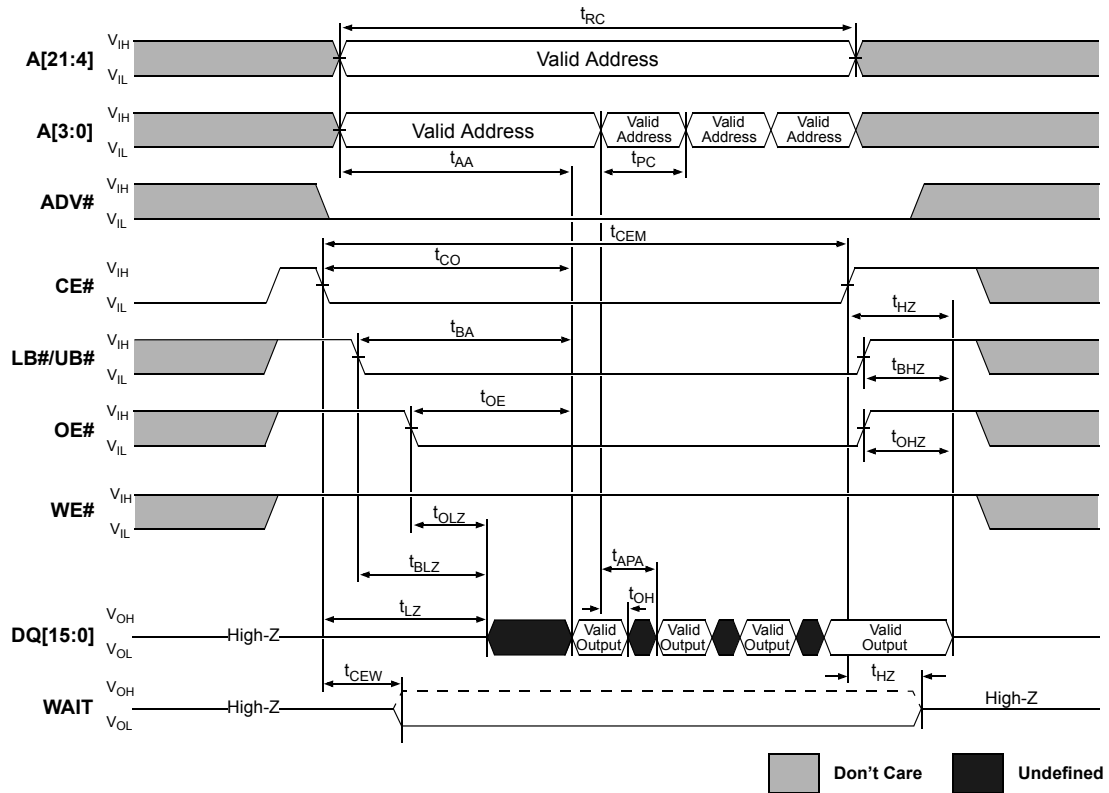 tRC
A[21:4] VIH VIL Valid Address
A[3:0] VIH VIL Valid Address Valid Address Valid Address Valid Address
tAA tPC
ADV# VIH VIL
tCEM
tCO
CE# VIH VIL
tHZ
tBA
LB#/UB# VIH VIL
tBHZ
tOE
OE# VIH VIL
tOHZ
WE# VIH VIL
tOLZ
tBLZ tAPA
tLZ tOH
DQ[15:0] VOH VOL High-Z Valid Output Valid Output Valid Output Valid Output
tCEW tHZ
WAIT VOH VOL High-Z High-Z
Don't Care Undefined